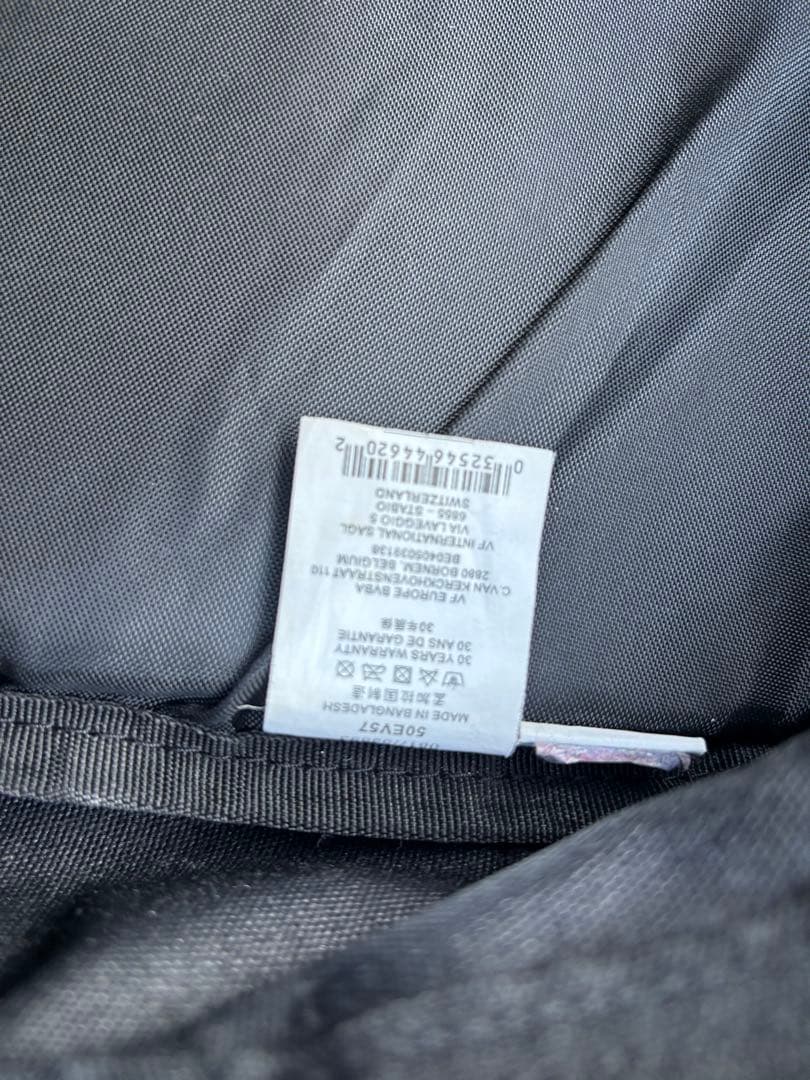 50EV57
MADE IN BANGLADESH
孟加拉国制造
30 YEARS WARRANTY
30 ANS DE GARANTIE
30年質保
VF EUROPE BVBA
C.VAN KERCKHOVENSTRAAT 110
2880 BORNEM, BELGIUM
BE0405039138
VF INTERNATIONAL SAGL
VIA LAVEGGIO 5
6855 - STABIO
SWITZERLAND
0 32546 44620 2